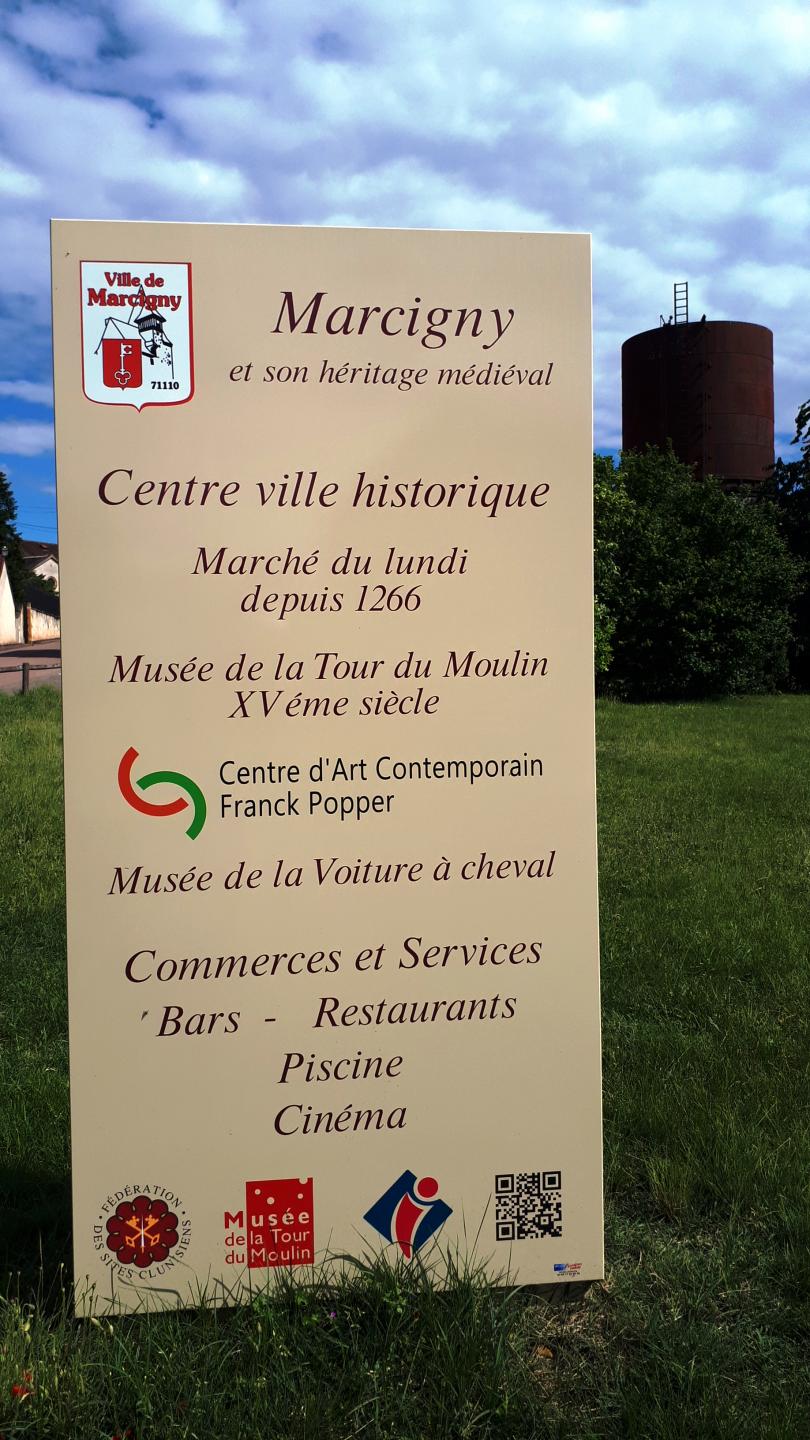 Ville de
Marcigny
71110
Marcigny
et son héritage médiéval
Centre ville historique
Marché du lundi
depuis 1266
Musée de la Tour du Moulin
XVéme siècle
Centre d'Art Contemporain
Franck Popper
Musée de la Voiture à cheval
Commerces et Services
Bars - Restaurants
Piscine
Cinéma
FÉDÉRATION
DES SITES CLUNISIENS
Musée
de la Tour
du Moulin